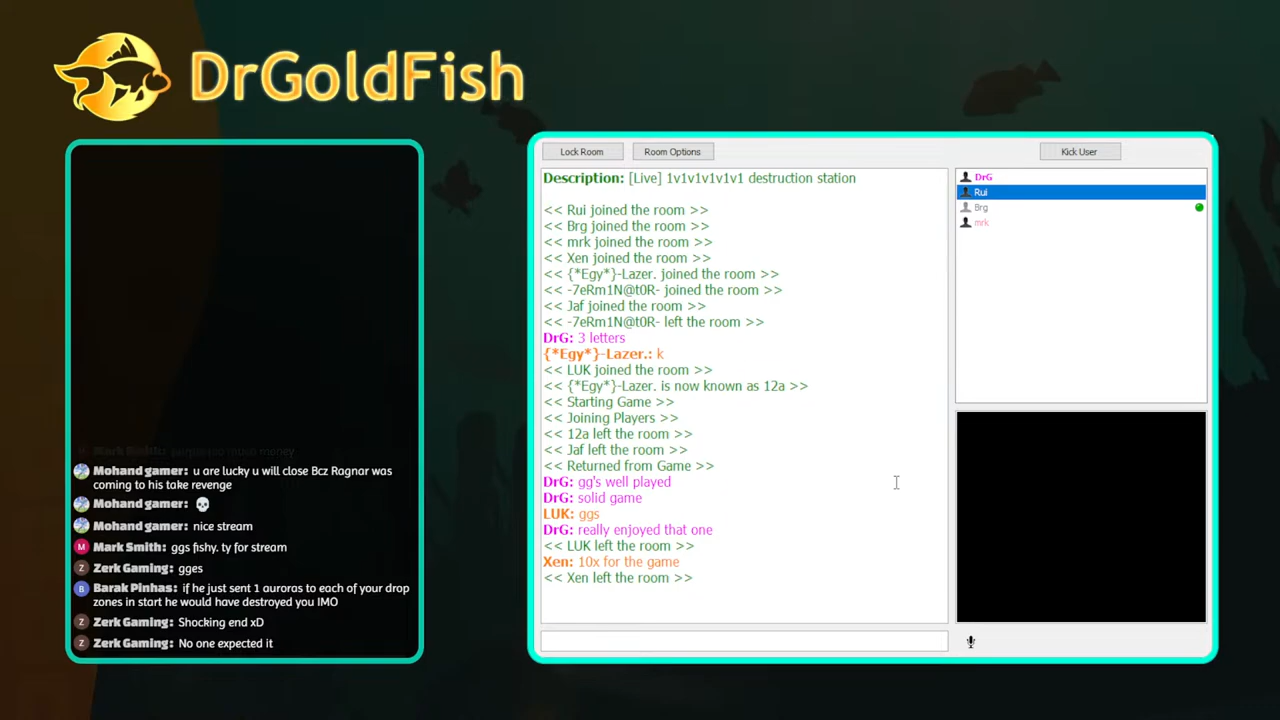 DrGoldFish
Lock Room
Room Options
Kick User
Description: [Live] 1v1v1v1v1v1 destruction station
<< Rui joined the room >>
<< Brg joined the room >>
<< mrk joined the room >>
<< Xen joined the room >>
<< {*Egy*}-Lazer. joined the room >>
<< -7eRm1N@t0R- joined the room >>
<< Jaf joined the room >>
<< -7eRm1N@t0R- left the room >>
DrG: 3 letters
{*Egy*}-Lazer.: k
<< LUK joined the room >>
<< {*Egy*}-Lazer. is now known as 12a >>
<< Starting Game >>
<< Joining Players >>
<< 12a left the room >>
<< Jaf left the room >>
<< Returned from Game >>
DrG: gg's well played
DrG: solid game
LUK: ggs
DrG: really enjoyed that one
<< LUK left the room >>
Xen: 10x for the game
<< Xen left the room >>
DrG
Rui
Brg
mrk
Mohand gamer: u are lucky u will close Bcz Ragnar was
coming to his take revenge
Mohand gamer: 💀
Mohand gamer: nice stream
M Mark Smith: ggs fishy. ty for stream
Z Zerk Gaming: gges
B Barak Pinhas: if he just sent 1 auroras to each of your drop
zones in start he would have destroyed you IMO
Z Zerk Gaming: Shocking end xD
Z Zerk Gaming: No one expected it